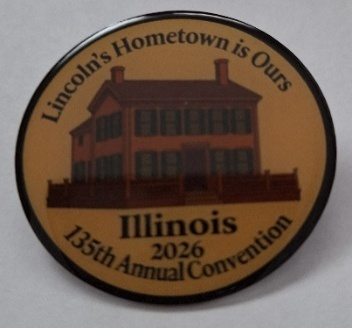 Lincoln's Hometown is Ours
Illinois
2026
135th Annual Convention